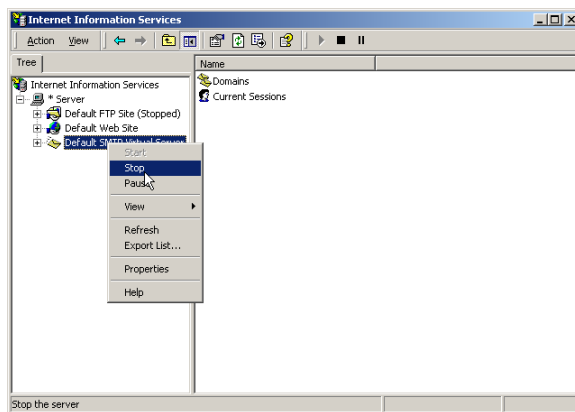 Internet Information Services
Action View
Tree
Name
Internet Information Services
* Server
Default FTP Site (Stopped)
Default Web Site
Default SMTP Virtual Server
Domains
Current Sessions
Start
Stop
Pause
View
Refresh
Export List...
Properties
Help
Stop the server